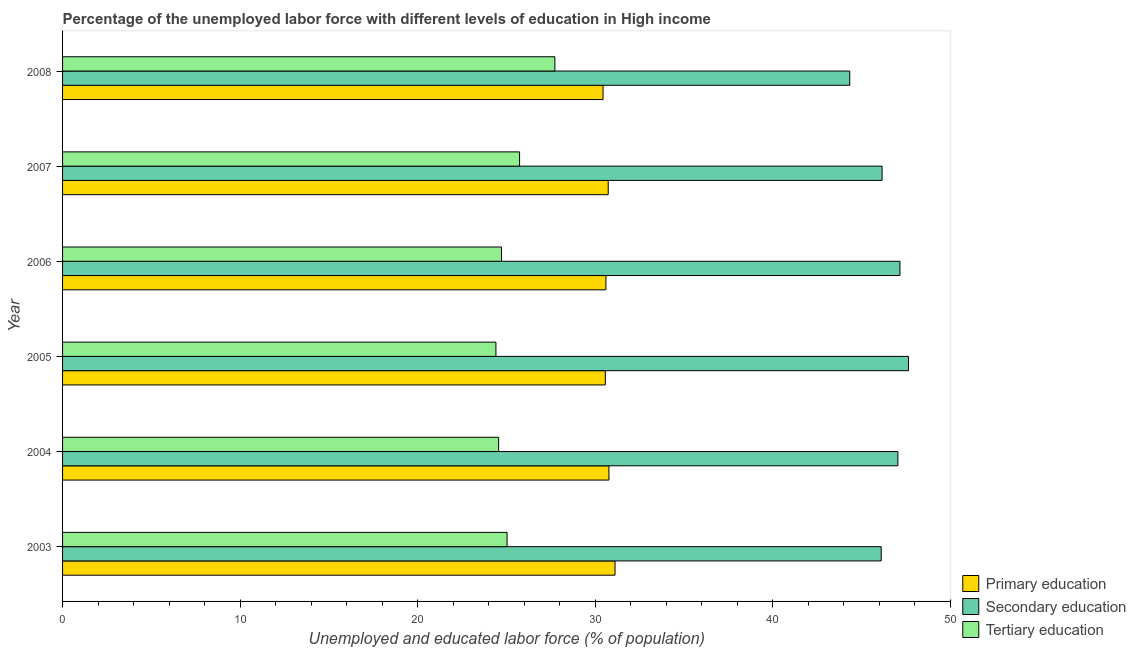 Percentage of the unemployed labor force with different levels of education in High income
2008
2007
2006
2005
2004
2003
Year
0
10
20
30
40
50
Unemployed and educated labor force (% of population)
Primary education
Secondary education
Tertiary education